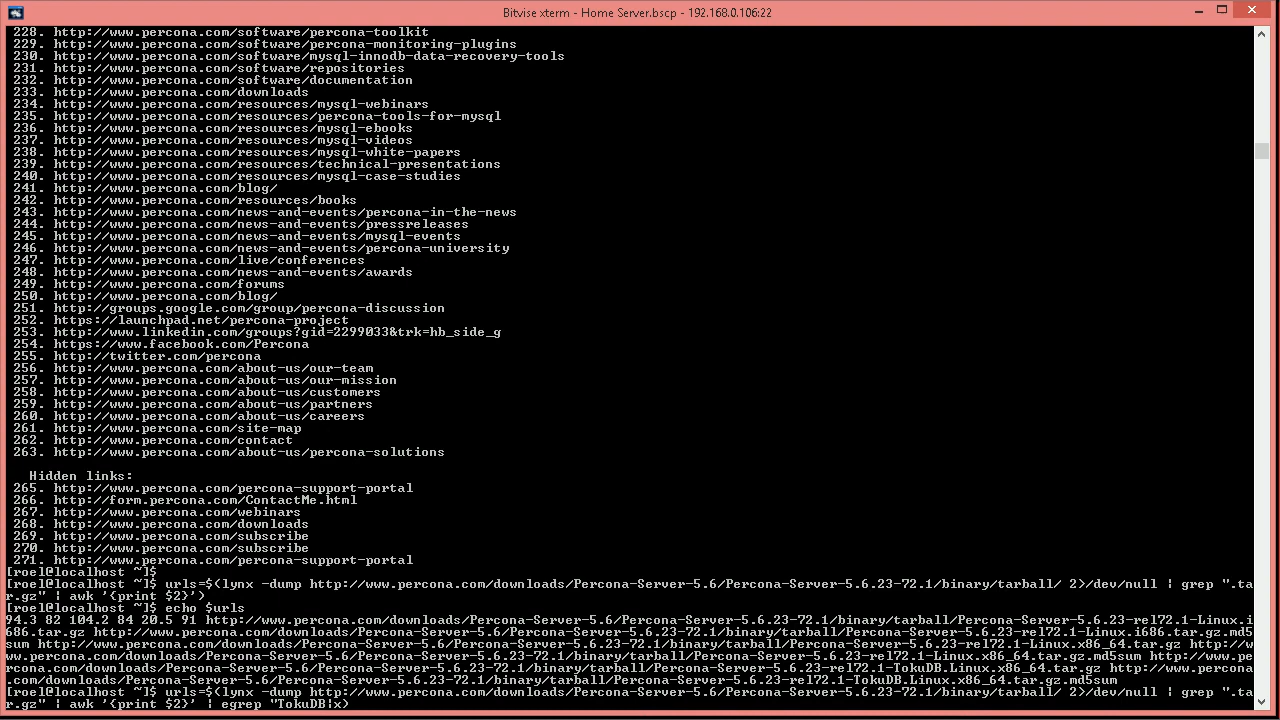 Bitvise xterm - Home Server.bscp - 192.168.0.106:22
228. http://www.percona.com/software/percona-toolkit
229. http://www.percona.com/software/percona-monitoring-plugins
230. http://www.percona.com/software/mysql-innodb-data-recovery-tools
231. http://www.percona.com/software/repositories
232. http://www.percona.com/software/documentation
233. http://www.percona.com/downloads
234. http://www.percona.com/resources/mysql-webinars
235. http://www.percona.com/resources/percona-tools-for-mysql
236. http://www.percona.com/resources/mysql-ebooks
237. http://www.percona.com/resources/mysql-videos
238. http://www.percona.com/resources/mysql-white-papers
239. http://www.percona.com/resources/technical-presentations
240. http://www.percona.com/resources/mysql-case-studies
241. http://www.percona.com/blog/
242. http://www.percona.com/resources/books
243. http://www.percona.com/news-and-events/percona-in-the-news
244. http://www.percona.com/news-and-events/pressreleases
245. http://www.percona.com/news-and-events/mysql-events
246. http://www.percona.com/news-and-events/percona-university
247. http://www.percona.com/live/conferences
248. http://www.percona.com/news-and-events/awards
249. http://www.percona.com/forums
250. http://www.percona.com/blog/
251. http://groups.google.com/group/percona-discussion
252. https://launchpad.net/percona-project
253. http://www.linkedin.com/groups?gid=2299033&trk=hb_side_g
254. https://www.facebook.com/Percona
255. http://twitter.com/percona
256. http://www.percona.com/about-us/our-team
257. http://www.percona.com/about-us/our-mission
258. http://www.percona.com/about-us/customers
259. http://www.percona.com/about-us/partners
260. http://www.percona.com/about-us/careers
261. http://www.percona.com/site-map
262. http://www.percona.com/contact
263. http://www.percona.com/about-us/percona-solutions
Hidden links:
265. http://www.percona.com/percona-support-portal
266. http://form.percona.com/ContactMe.html
267. http://www.percona.com/webinars
268. http://www.percona.com/downloads
269. http://www.percona.com/subscribe
270. http://www.percona.com/subscribe
271. http://www.percona.com/percona-support-portal
[roel@localhost ~]$
[roel@localhost ~]$ urls=$(lynx -dump http://www.percona.com/downloads/Percona-Server-5.6/Percona-Server-5.6.23-72.1/binary/tarball/ 2>/dev/null | grep ".ta
r.gz" | awk '{print $2}')
[roel@localhost ~]$ echo $urls
94.3 82 104.2 84 20.5 91 http://www.percona.com/downloads/Percona-Server-5.6/Percona-Server-5.6.23-72.1/binary/tarball/Percona-Server-5.6.23-rel72.1-Linux.i
686.tar.gz http://www.percona.com/downloads/Percona-Server-5.6/Percona-Server-5.6.23-72.1/binary/tarball/Percona-Server-5.6.23-rel72.1-Linux.i686.tar.gz.md5
sum http://www.percona.com/downloads/Percona-Server-5.6/Percona-Server-5.6.23-72.1/binary/tarball/Percona-Server-5.6.23-rel72.1-Linux.x86_64.tar.gz http://w
ww.percona.com/downloads/Percona-Server-5.6/Percona-Server-5.6.23-72.1/binary/tarball/Percona-Server-5.6.23-rel72.1-Linux.x86_64.tar.gz.md5sum http://www.pe
rcona.com/downloads/Percona-Server-5.6/Percona-Server-5.6.23-72.1/binary/tarball/Percona-Server-5.6.23-rel72.1-TokuDB.Linux.x86_64.tar.gz http://www.percona
.com/downloads/Percona-Server-5.6/Percona-Server-5.6.23-72.1/binary/tarball/Percona-Server-5.6.23-rel72.1-TokuDB.Linux.x86_64.tar.gz.md5sum
[roel@localhost ~]$ urls=$(lynx -dump http://www.percona.com/downloads/Percona-Server-5.6/Percona-Server-5.6.23-72.1/binary/tarball/ 2>/dev/null | grep ".ta
r.gz" | awk '{print $2}' | egrep "TokuDB|x)